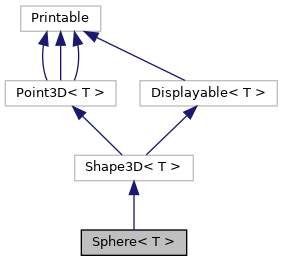 Printable
Point3D< T >
Displayable< T >
Shape3D< T >
Sphere< T >